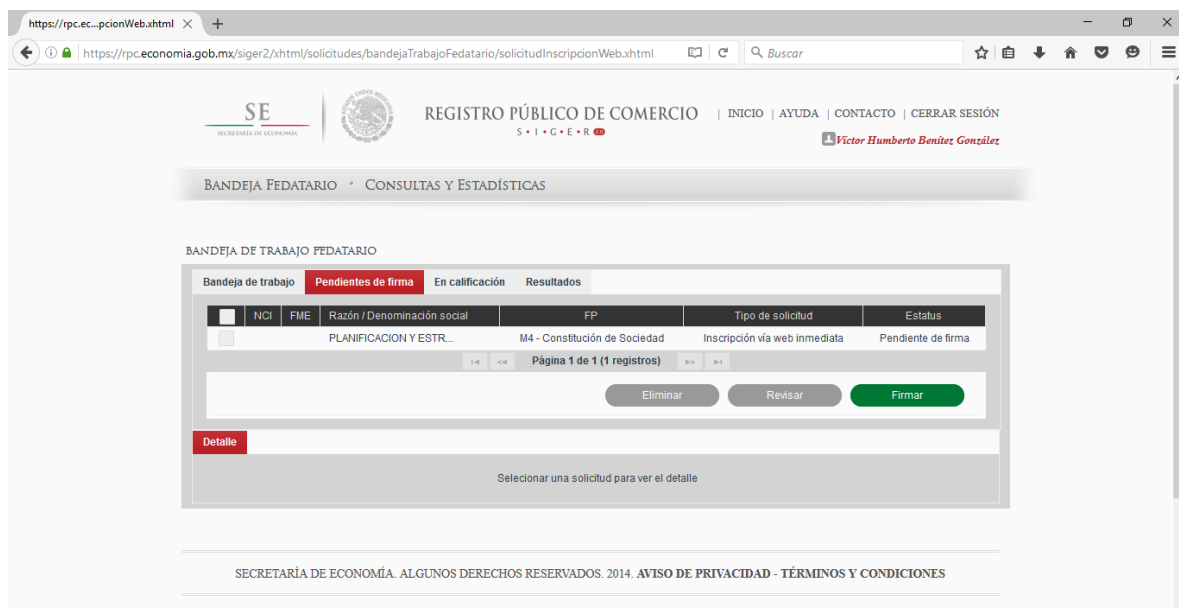 https://rpc.ec...pcionWeb.xhtml
https://rpc.economia.gob.mx/siger2/xhtml/solicitudes/bandejaTrabajoFedatario/solicitudInscripcionWeb.xhtml
Buscar
SE
SECRETARÍA DE ECONOMÍA
REGISTRO PÚBLICO DE COMERCIO
S • I • G • E • R 2.0
| INICIO | AYUDA | CONTACTO | CERRAR SESIÓN
Víctor Humberto Benítez González
BANDEJA FEDATARIO · CONSULTAS Y ESTADÍSTICAS
BANDEJA DE TRABAJO FEDATARIO
Bandeja de trabajo Pendientes de firma En calificación Resultados
NCI FME Razón / Denominación social FP Tipo de solicitud Estatus
PLANIFICACION Y ESTR... M4 - Constitución de Sociedad Inscripción vía web inmediata Pendiente de firma
Página 1 de 1 (1 registros)
Eliminar Revisar Firmar
Detalle
Selecionar una solicitud para ver el detalle
SECRETARÍA DE ECONOMÍA. ALGUNOS DERECHOS RESERVADOS. 2014. AVISO DE PRIVACIDAD - TÉRMINOS Y CONDICIONES